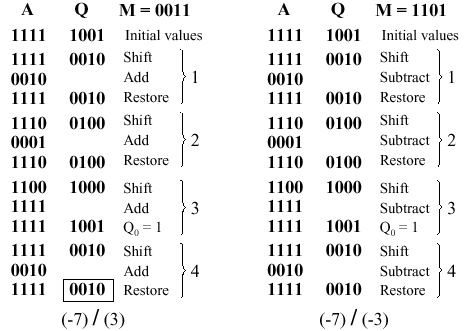 A Q M = 0011
1111 1001 Initial values
1111 0010 Shift
0010 Add 1
1111 0010 Restore
1110 0100 Shift
0001 Add 2
1110 0100 Restore
1100 1000 Shift
1111 Add 3
1111 1001 Q0 = 1
1111 0010 Shift
0010 Add 4
1111 0010 Restore
(-7) / (3)
A Q M = 1101
1111 1001 Initial values
1111 0010 Shift
0010 Subtract 1
1111 0010 Restore
1110 0100 Shift
0001 Subtract 2
1110 0100 Restore
1100 1000 Shift
1111 Subtract 3
1111 1001 Q0 = 1
1111 0010 Shift
0010 Subtract 4
1111 0010 Restore
(-7) / (-3)